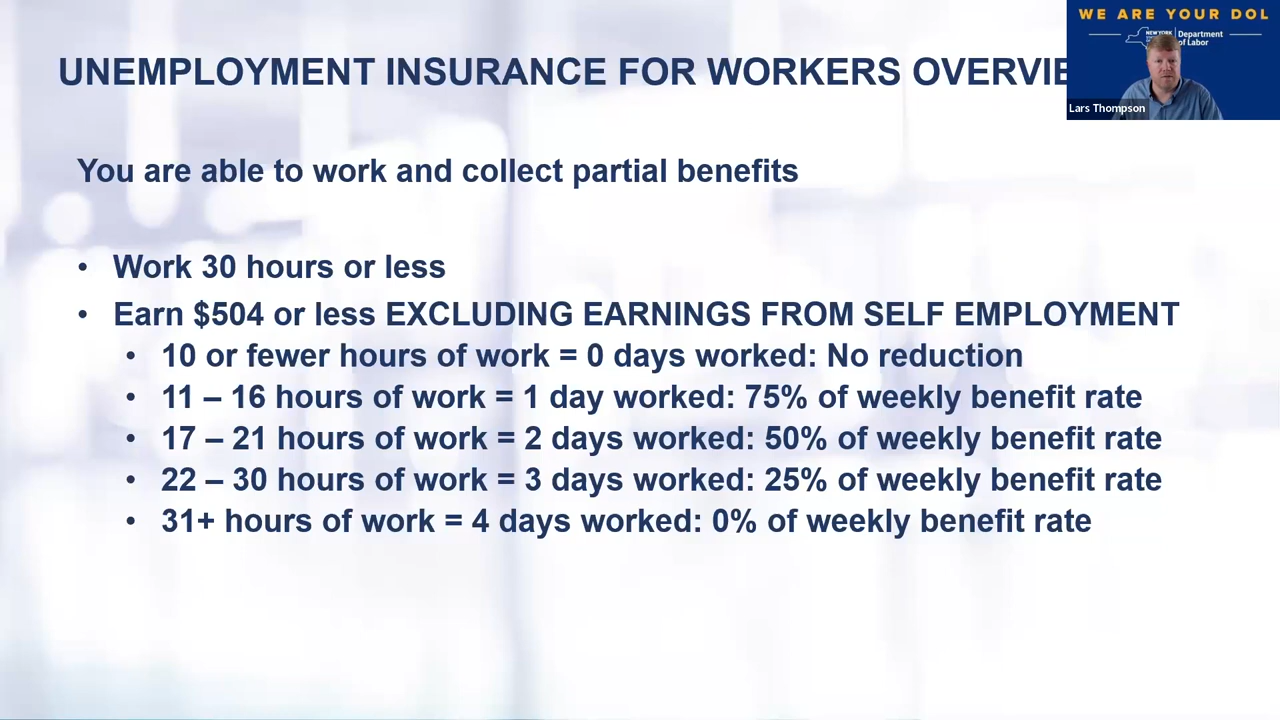 WE ARE YOUR DOL
NEW YORK
Department
of Labor
Lars Thompson
UNEMPLOYMENT INSURANCE FOR WORKERS
You are able to work and collect partial benefits
• Work 30 hours or less
• Earn $504 or less EXCLUDING EARNINGS FROM SELF EMPLOYMENT
• 10 or fewer hours of work = 0 days worked: No reduction
• 11 – 16 hours of work = 1 day worked: 75% of weekly benefit rate
• 17 – 21 hours of work = 2 days worked: 50% of weekly benefit rate
• 22 – 30 hours of work = 3 days worked: 25% of weekly benefit rate
• 31+ hours of work = 4 days worked: 0% of weekly benefit rate